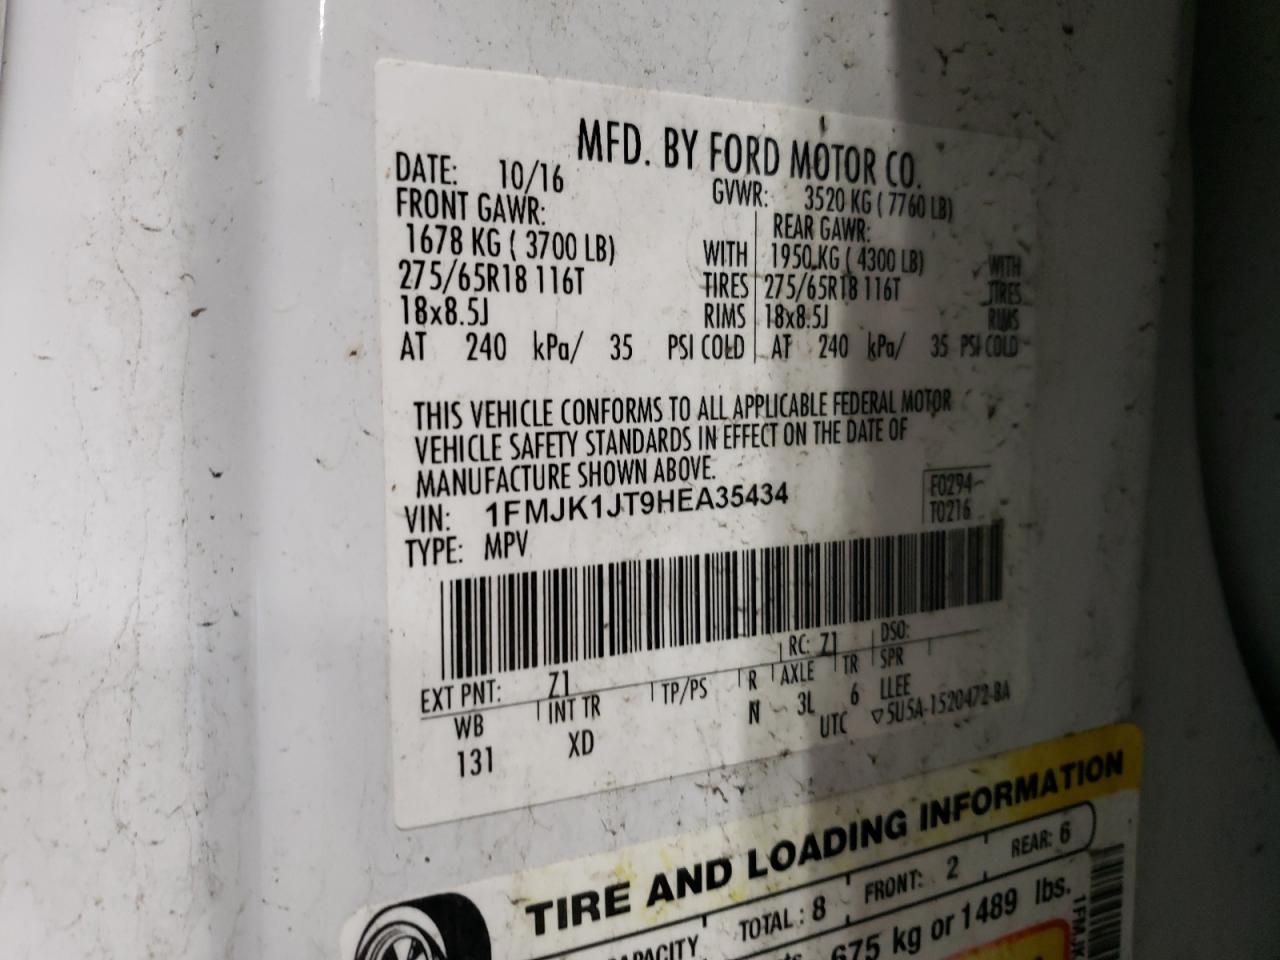 MFD. BY FORD MOTOR CO.
DATE: 10/16 GVWR: 3520 KG ( 7760 LB)
FRONT GAWR: REAR GAWR:
1678 KG ( 3700 LB) WITH 1950 KG ( 4300 LB) WITH
275/65R18 116T TIRES 275/65R18 116T TIRES
18x8.5J RIMS 18x8.5J RIMS
AT 240 kPa/ 35 PSI COLD AT 240 kPa/ 35 PSI COLD
THIS VEHICLE CONFORMS TO ALL APPLICABLE FEDERAL MOTOR
VEHICLE SAFETY STANDARDS IN EFFECT ON THE DATE OF
MANUFACTURE SHOWN ABOVE.
VIN: 1FMJK1JT9HEA35434 F0294
TYPE: MPV T0216
EXT PNT: Z1 RC: Z1 DSO:
WB INT TR TP/PS R AXLE TR SPR
131 XD N 3L 6 LLEE
UTC ▽5U5A-1520472-BA
TIRE AND LOADING INFORMATION
TOTAL : 8 FRONT: 2 REAR: 6
675 kg or 1489 lbs.